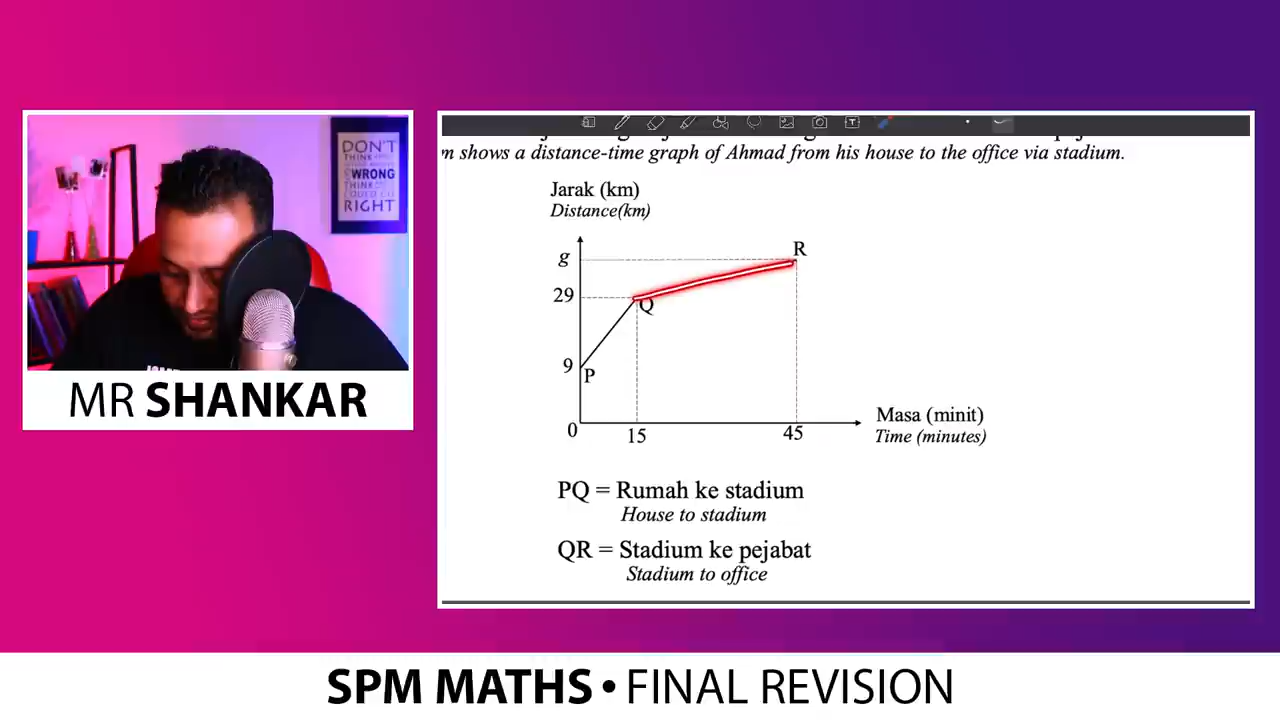 DON'T
THINK
WRONG
THINK
RIGHT
MR SHANKAR
m shows a distance-time graph of Ahmad from his house to the office via stadium.
Jarak (km)
Distance(km)
R
g
29
Q
9
P
0
15
45
Masa (minit)
Time (minutes)
PQ = Rumah ke stadium
House to stadium
QR = Stadium ke pejabat
Stadium to office
SPM MATHS • FINAL REVISION